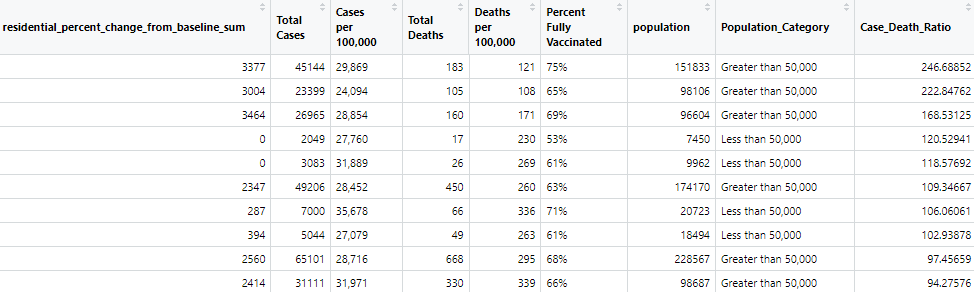 residential_percent_change_from_baseline_sum Total Cases Cases per 100,000 Total Deaths Deaths per 100,000 Percent Fully Vaccinated population Population_Category Case_Death_Ratio
3377 45144 29,869 183 121 75% 151833 Greater than 50,000 246.68852
3004 23399 24,094 105 108 65% 98106 Greater than 50,000 222.84762
3464 26965 28,854 160 171 69% 96604 Greater than 50,000 168.53125
0 2049 27,760 17 230 53% 7450 Less than 50,000 120.52941
0 3083 31,889 26 269 61% 9962 Less than 50,000 118.57692
2347 49206 28,452 450 260 63% 174170 Greater than 50,000 109.34667
287 7000 35,678 66 336 71% 20723 Less than 50,000 106.06061
394 5044 27,079 49 263 61% 18494 Less than 50,000 102.93878
2560 65101 28,716 668 295 68% 228567 Greater than 50,000 97.45659
2414 31111 31,971 330 339 66% 98687 Greater than 50,000 94.27576